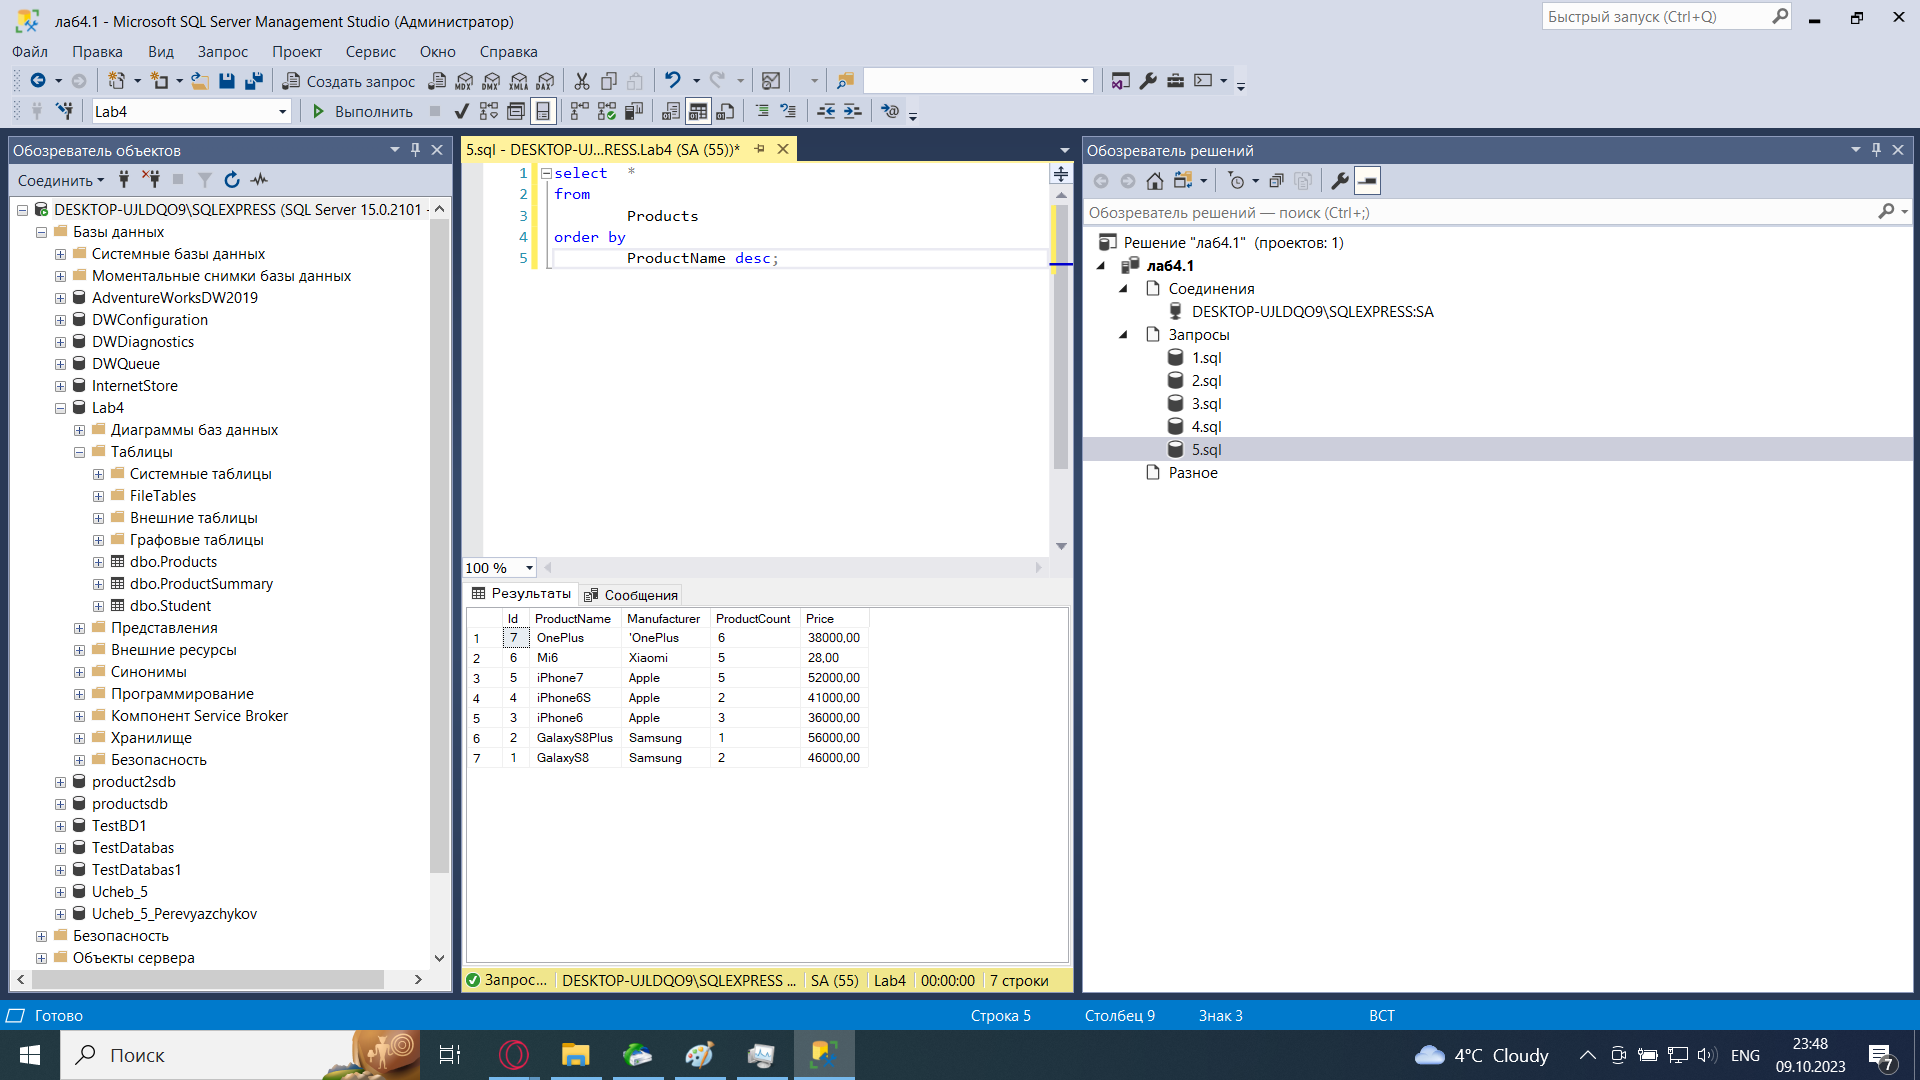 лаб4.1 - Microsoft SQL Server Management Studio (Администратор)
Быстрый запуск (Ctrl+Q)
Файл Правка Вид Запрос Проект Сервис Окно Справка
Создать запрос
MDX DMX XMLA DAX
Lab4
Выполнить
Обозреватель объектов
Соединить
DESKTOP-UJLDQO9\SQLEXPRESS (SQL Server 15.0.2101 -
Базы данных
Системные базы данных
Моментальные снимки базы данных
AdventureWorksDW2019
DWConfiguration
DWDiagnostics
DWQueue
InternetStore
Lab4
Диаграммы баз данных
Таблицы
Системные таблицы
FileTables
Внешние таблицы
Графовые таблицы
dbo.Products
dbo.ProductSummary
dbo.Student
Представления
Внешние ресурсы
Синонимы
Программирование
Компонент Service Broker
Хранилище
Безопасность
product2sdb
productsdb
TestBD1
TestDatabas
TestDatabas1
Ucheb_5
Ucheb_5_Perevyazchykov
Безопасность
Объекты сервера
5.sql - DESKTOP-UJ...RESS.Lab4 (SA (55))*
1 select *
2 from
3 Products
4 order by
5 ProductName desc;
100 %
Результаты Сообщения
Id ProductName Manufacturer ProductCount Price
1 7 OnePlus 'OnePlus 6 38000,00
2 6 Mi6 Xiaomi 5 28,00
3 5 iPhone7 Apple 5 52000,00
4 4 iPhone6S Apple 2 41000,00
5 3 iPhone6 Apple 3 36000,00
6 2 GalaxyS8Plus Samsung 1 56000,00
7 1 GalaxyS8 Samsung 2 46000,00
Запрос... DESKTOP-UJLDQO9\SQLEXPRESS ... SA (55) Lab4 00:00:00 7 строки
Обозреватель решений
Обозреватель решений — поиск (Ctrl+;)
Решение "лаб4.1" (проектов: 1)
лаб4.1
Соединения
DESKTOP-UJLDQO9\SQLEXPRESS:SA
Запросы
1.sql
2.sql
3.sql
4.sql
5.sql
Разное
Готово Строка 5 Столбец 9 Знак 3 ВСТ
Поиск
4°C Cloudy
ENG
23:48
09.10.2023
7